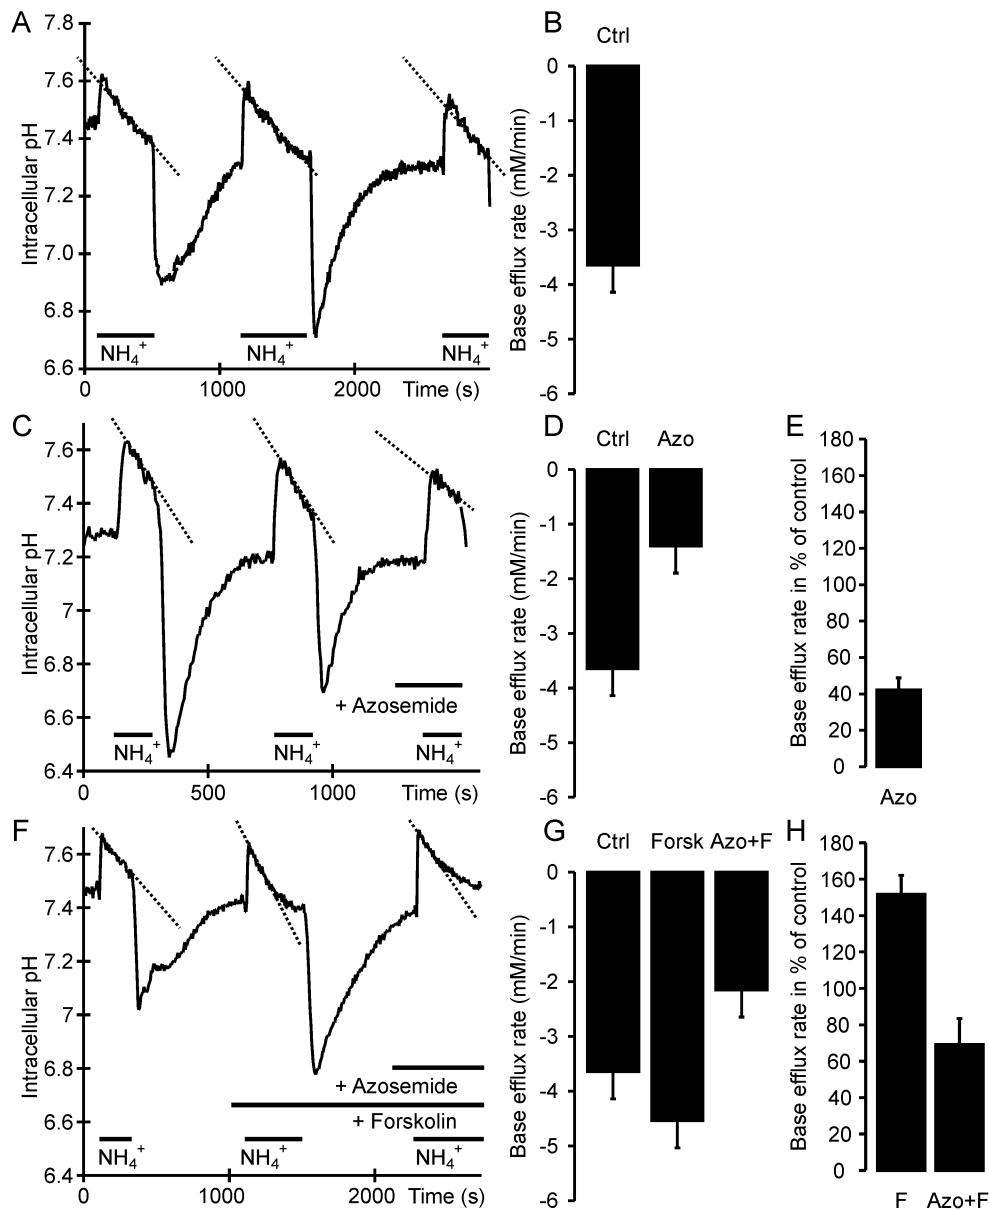 A
7.8
7.6
7.4
7.2
7.0
6.8
6.6
Intracellular pH
NH4+
NH4+
NH4+
0
1000
2000
Time (s)
B
Ctrl
0
-1
-2
-3
-4
-5
-6
Base efflux rate (mM/min)
C
7.6
7.4
7.2
7
6.8
6.6
6.4
Intracellular pH
+ Azosemide
NH4+
NH4+
NH4+
0
500
1000
Time (s)
D
Ctrl
Azo
0
-1
-2
-3
-4
-5
-6
Base efflux rate (mM/min)
E
180
160
140
120
100
80
60
40
20
0
Base efflux rate in % of control
Azo
F
7.6
7.4
7.2
7
6.8
6.6
6.4
Intracellular pH
+ Azosemide
+ Forskolin
NH4+
NH4+
NH4+
0
1000
2000
Time (s)
G
Ctrl
Forsk
Azo+F
0
-1
-2
-3
-4
-5
-6
Base efflux rate (mM/min)
H
180
160
140
120
100
80
60
40
20
0
Base efflux rate in % of control
F
Azo+F